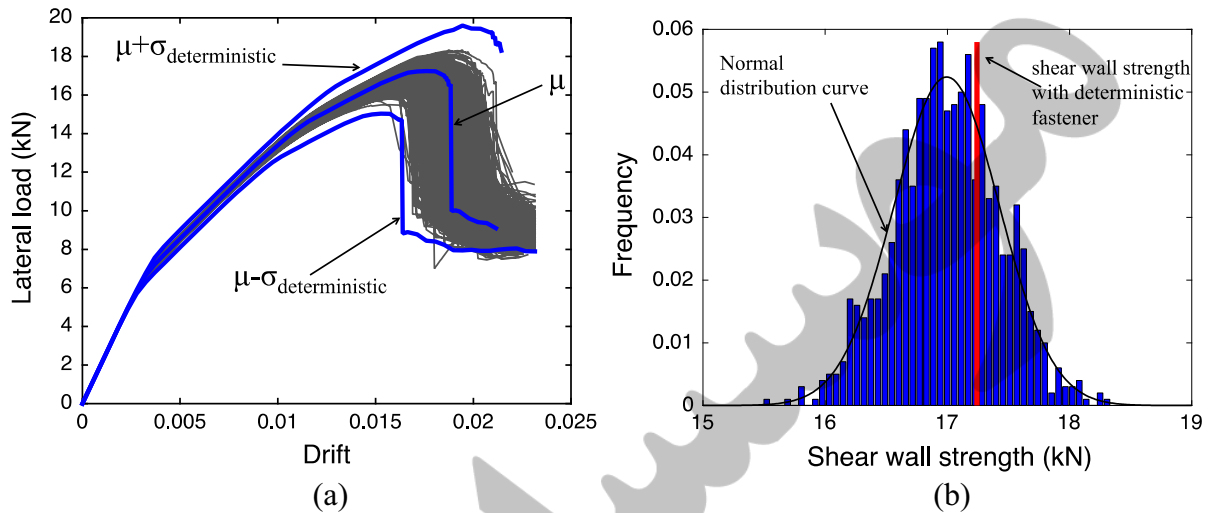 20
18
16
14
12
10
8
6
4
2
0
Lateral load (kN)
μ+σdeterministic
μ
μ-σdeterministic
0
0.005
0.010
0.015
0.020
0.025
Drift
(a)
0.06
0.05
0.04
0.03
0.02
0.01
0
Frequency
Normal
distribution curve
shear wall strength
with deterministic
fastener
15
16
17
18
19
Shear wall strength (kN)
(b)